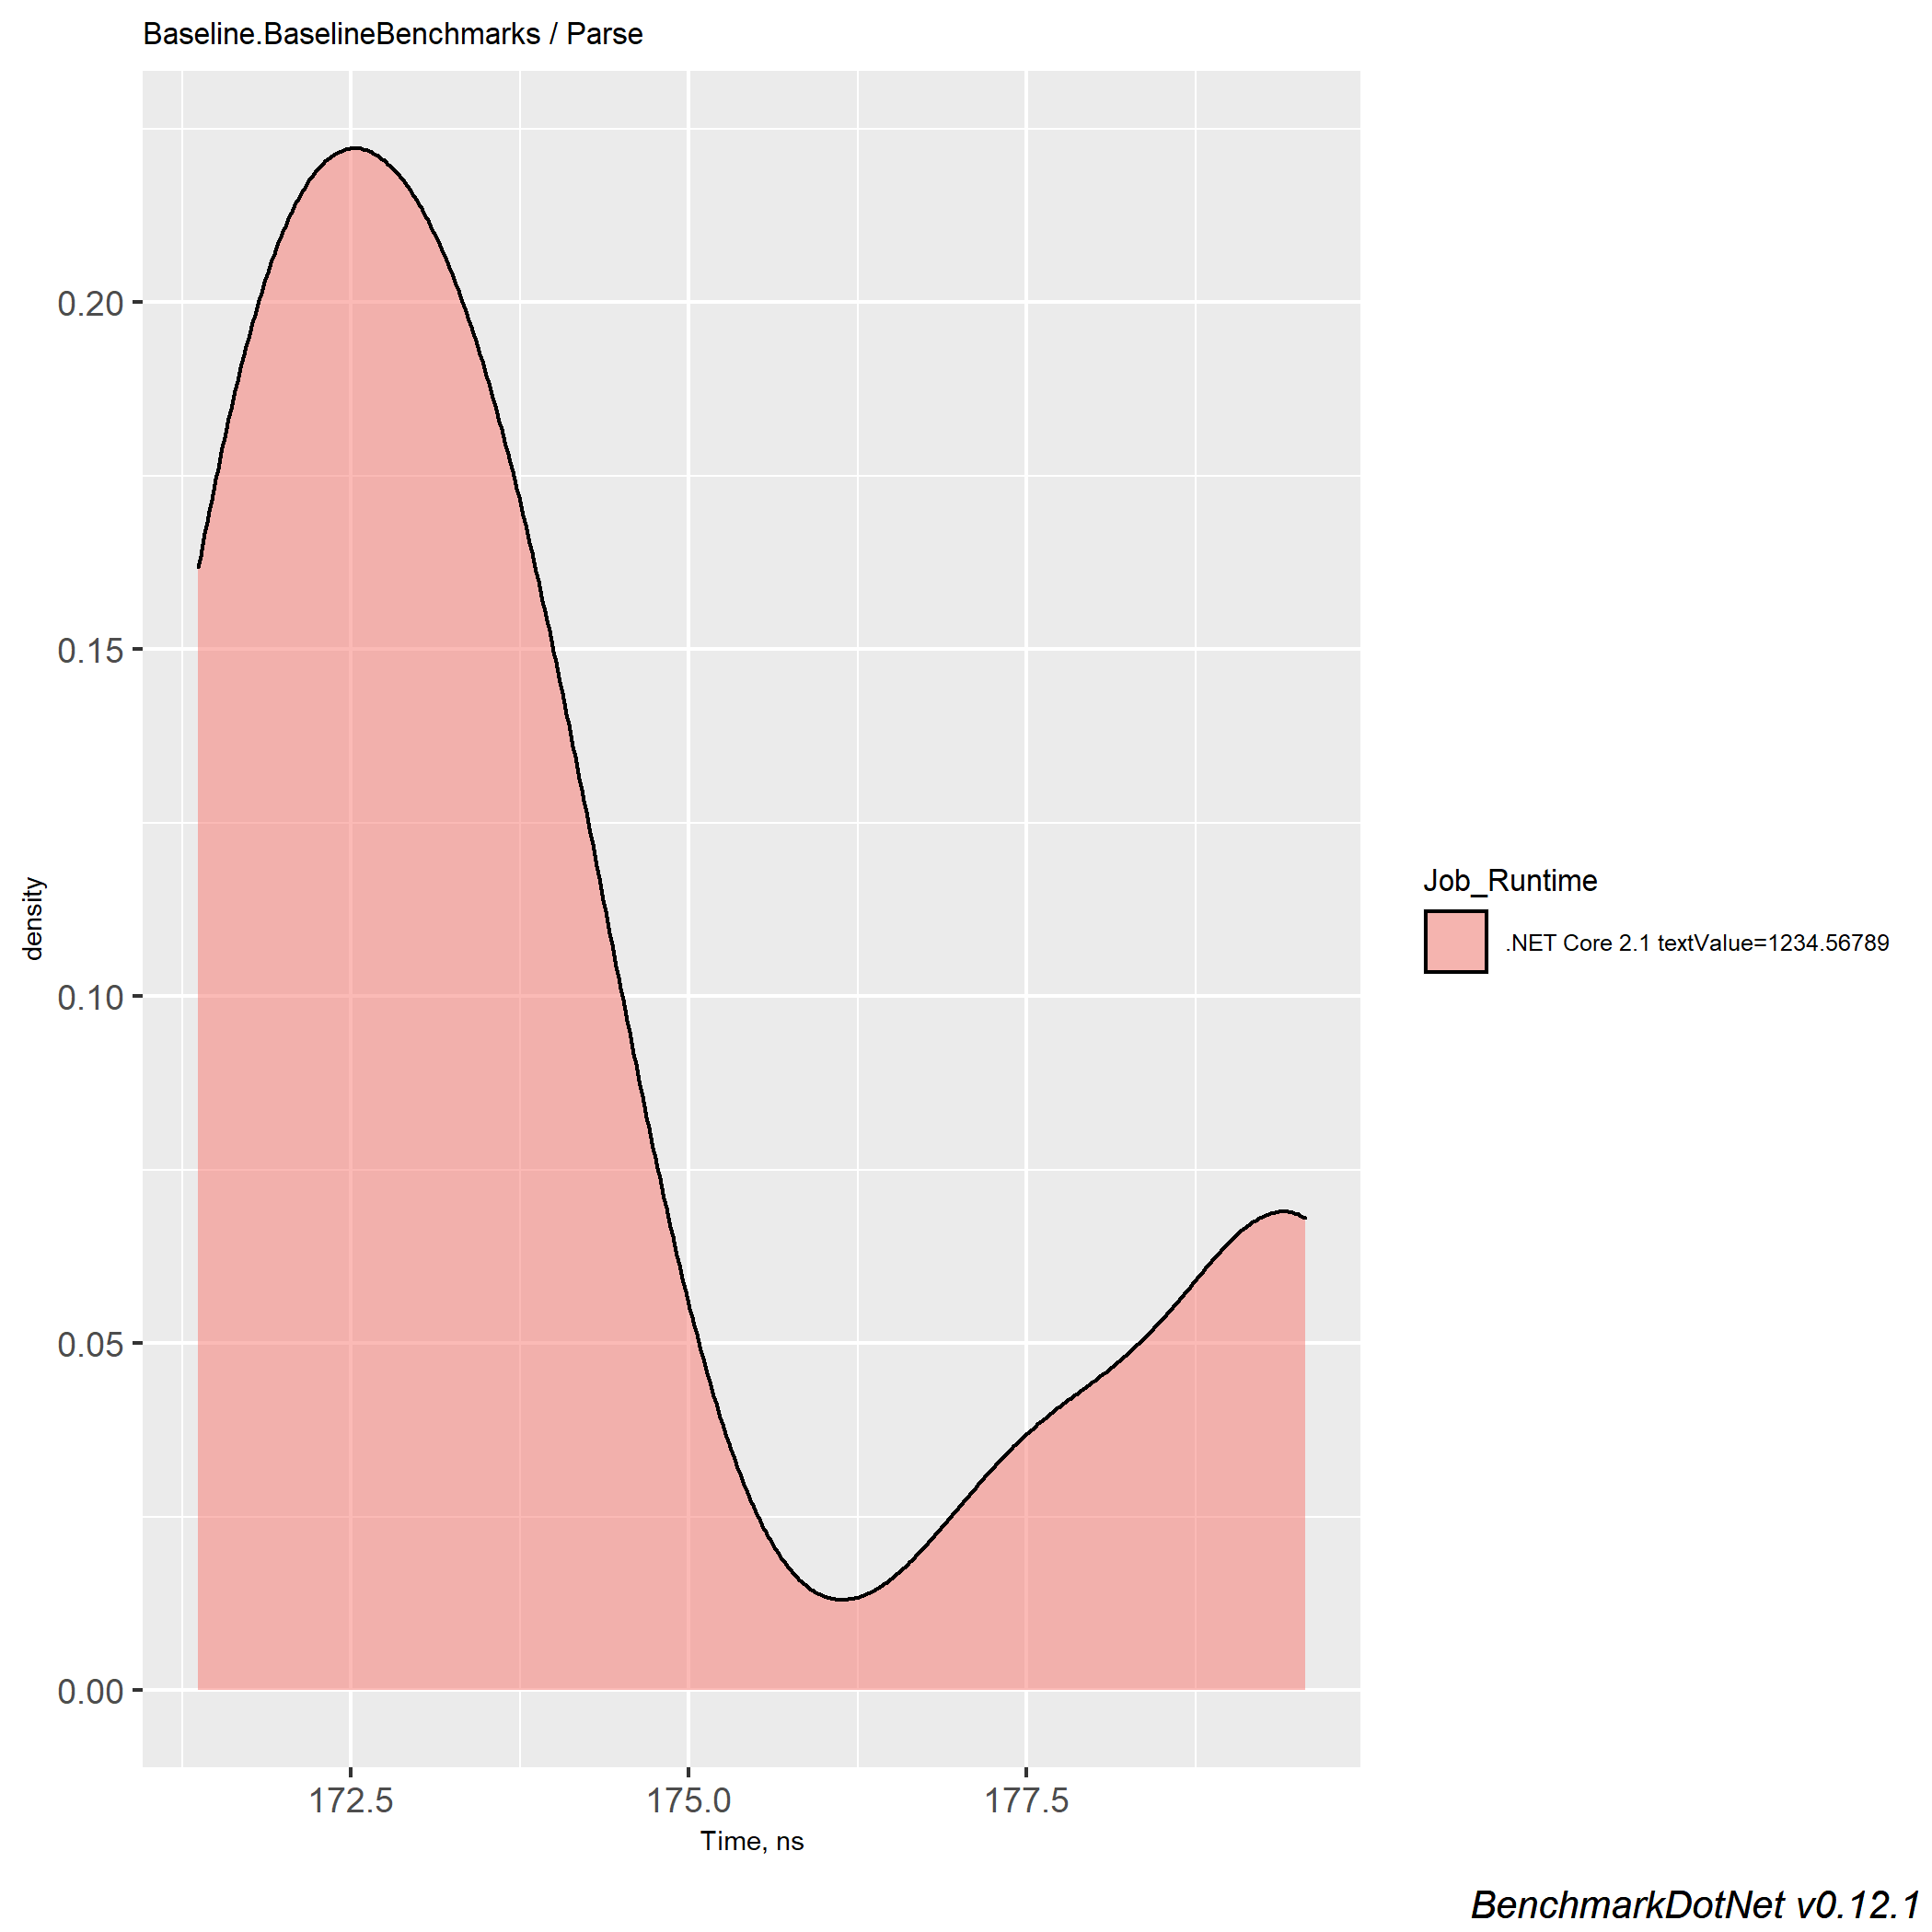 Baseline.BaselineBenchmarks / Parse
0.20
0.15
0.10
0.05
0.00
density
172.5 175.0 177.5
Time, ns
Job_Runtime
.NET Core 2.1 textValue=1234.56789
BenchmarkDotNet v0.12.1